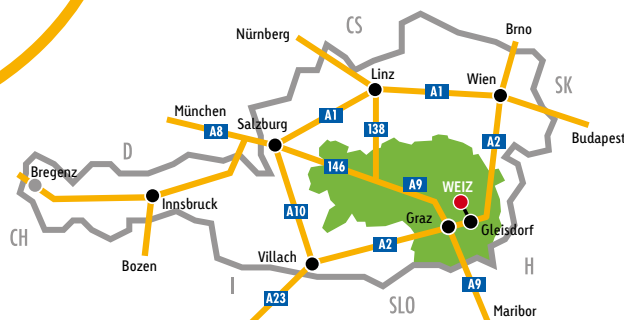 CS
Brno
Nürnberg
Linz
Wien
SK
A1
München
A8
Salzburg
A1
138
Budapest
A2
D
146
Bregenz
A9
WEIZ
Innsbruck
A10
Graz
Gleisdorf
CH
A2
Villach
Bozen
H
I
A23
SLO
A9
Maribor